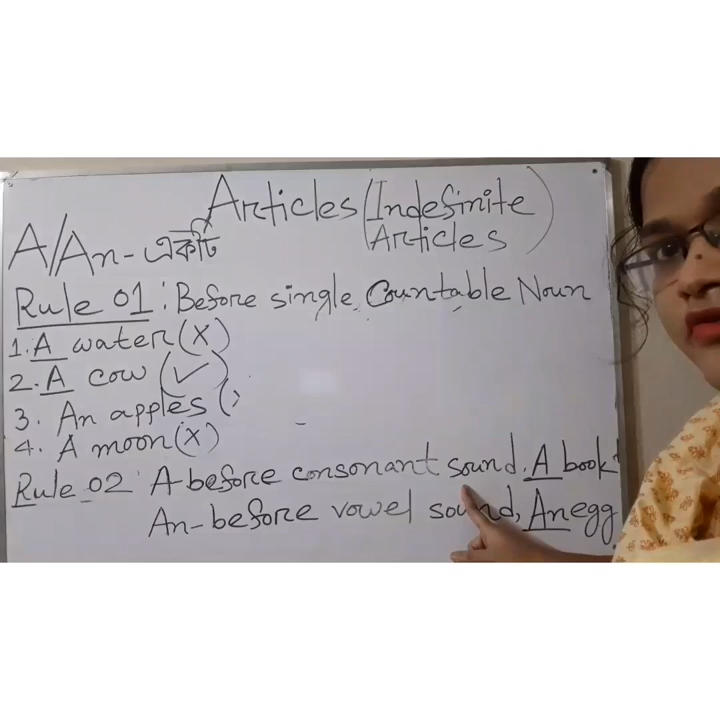 Articles (Indefinite
Articles)
A/An - একটি
Rule 01: Before single Countable Noun
1. A water (X)
2. A cow (✓)
3. An apples (
4. A moon (X)
Rule 02: A-before consonant sound. A book
An-before vowel sound, An egg